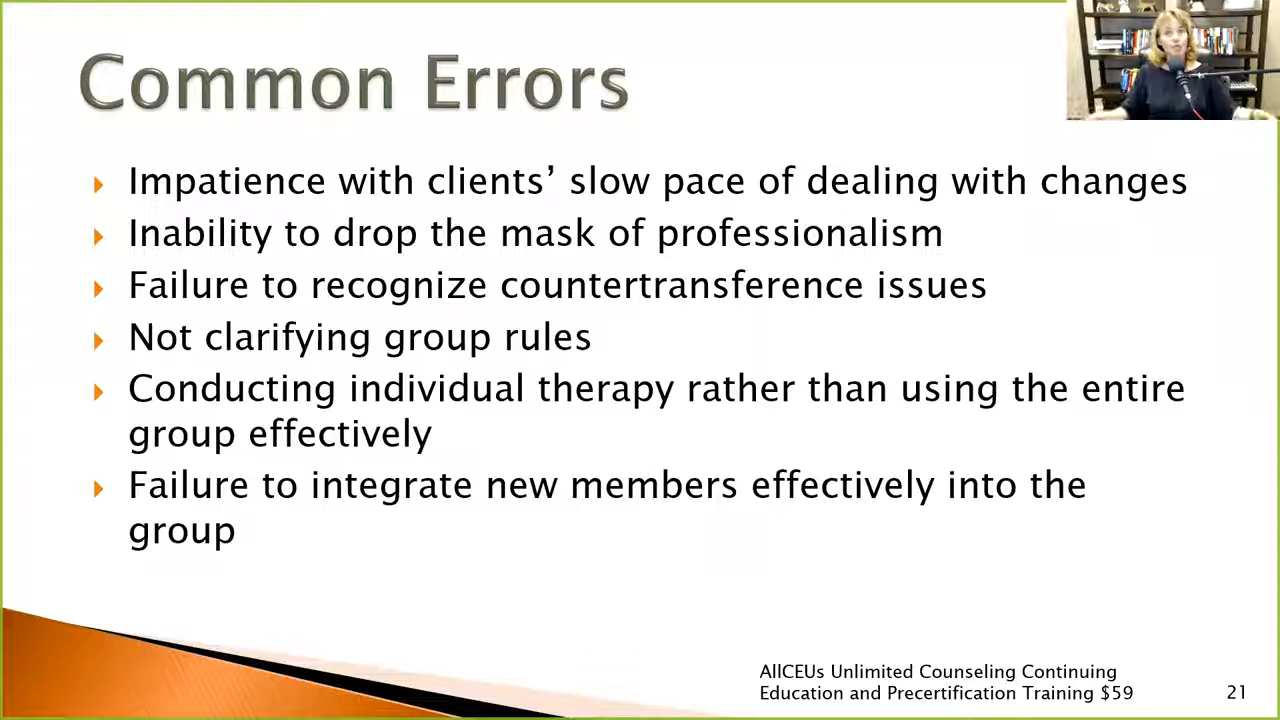 Common Errors
Impatience with clients’ slow pace of dealing with changes
Inability to drop the mask of professionalism
Failure to recognize countertransference issues
Not clarifying group rules
Conducting individual therapy rather than using the entire
group effectively
Failure to integrate new members effectively into the
group
AllCEUs Unlimited Counseling Continuing
Education and Precertification Training $59
21